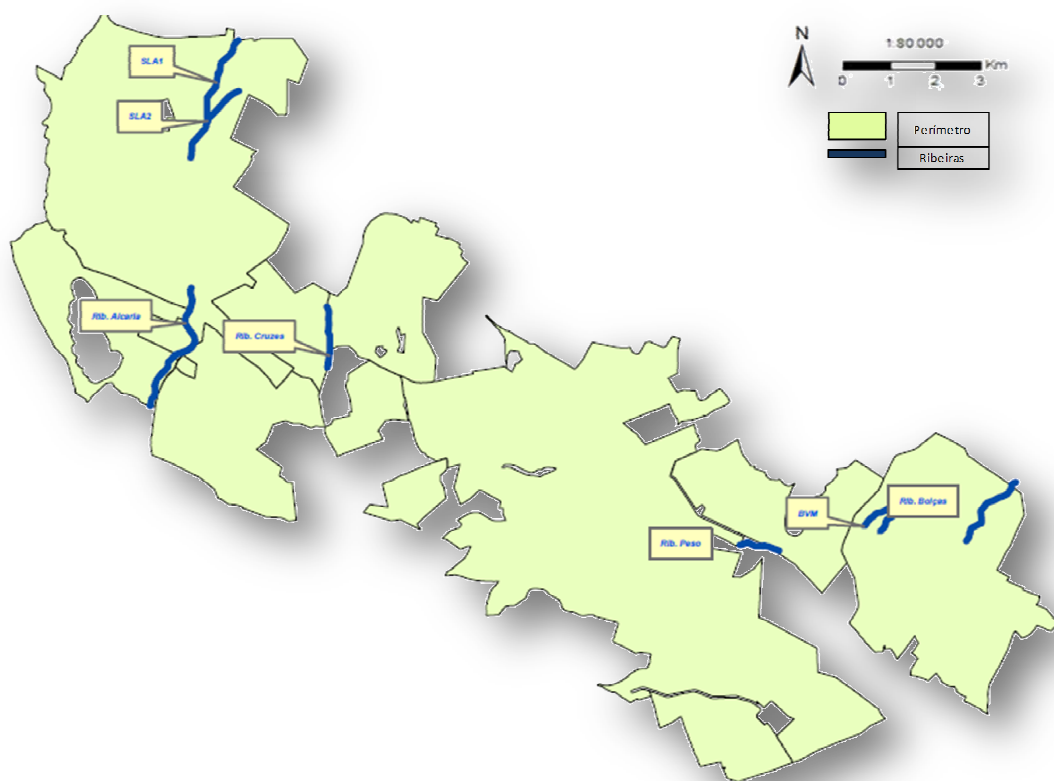 N
1:80 000
Km
0 1 2 3
Perímetro
Ribeiras
SLA1
SLA2
Rib. Alcaria
Rib. Cruzes
Rib. Bolças
BVM
Rib. Peso